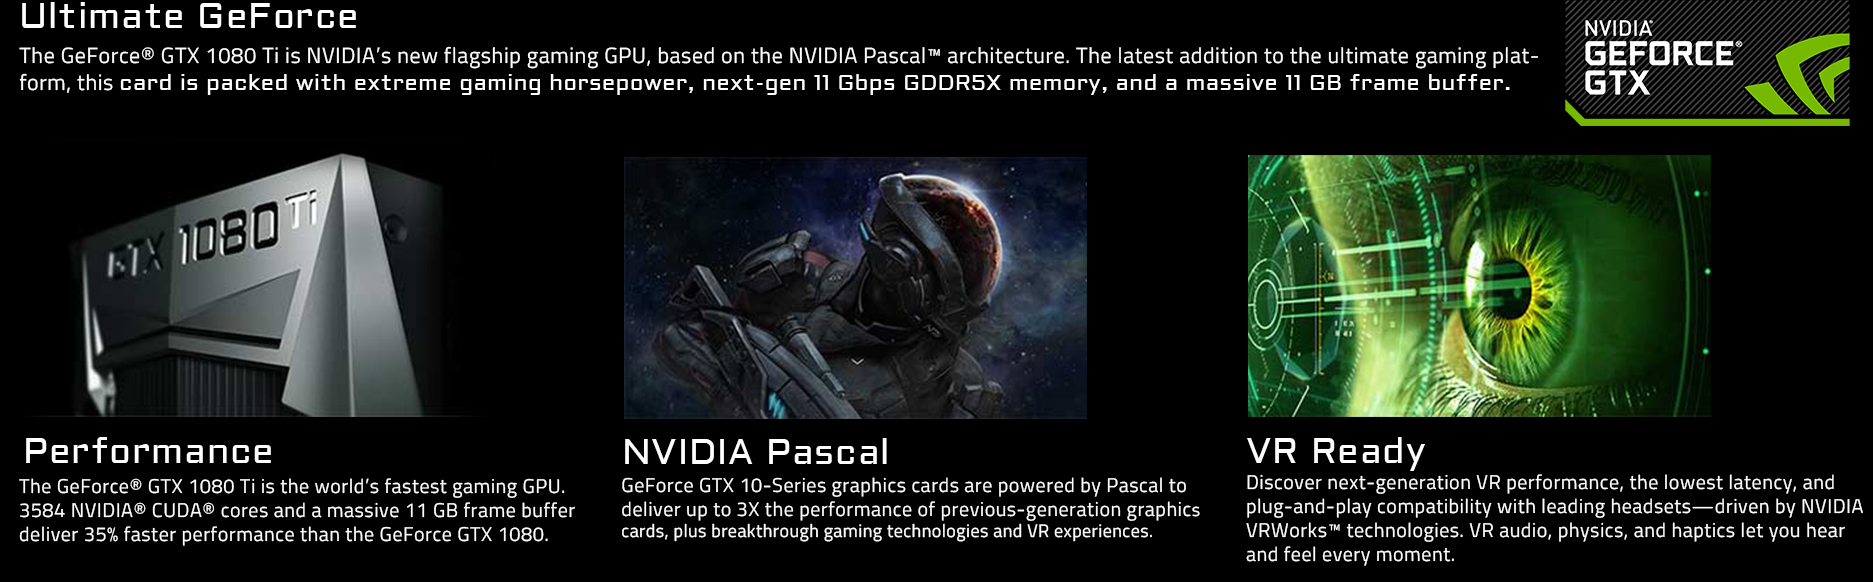 Ultimate GeForce
The GeForce® GTX 1080 Ti is NVIDIA's new flagship gaming GPU, based on the NVIDIA Pascal™ architecture. The latest addition to the ultimate gaming plat-
form, this card is packed with extreme gaming horsepower, next-gen 11 Gbps GDDR5X memory, and a massive 11 GB frame buffer.
NVIDIA®
GEFORCE®
GTX
GTX 1080 Ti
Performance
The GeForce® GTX 1080 Ti is the world's fastest gaming GPU.
3584 NVIDIA® CUDA® cores and a massive 11 GB frame buffer
deliver 35% faster performance than the GeForce GTX 1080.
NVIDIA Pascal
GeForce GTX 10-Series graphics cards are powered by Pascal to
deliver up to 3X the performance of previous-generation graphics
cards, plus breakthrough gaming technologies and VR experiences.
VR Ready
Discover next-generation VR performance, the lowest latency, and
plug-and-play compatibility with leading headsets—driven by NVIDIA
VRWorks™ technologies. VR audio, physics, and haptics let you hear
and feel every moment.